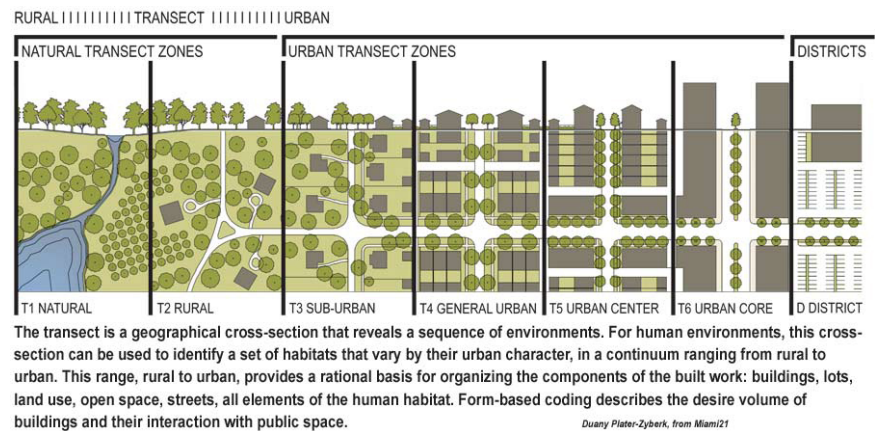 RURAL I I I I I I I I I I TRANSECT I I I I I I I I I I URBAN
NATURAL TRANSECT ZONES
URBAN TRANSECT ZONES
DISTRICTS
T1 NATURAL
T2 RURAL
T3 SUB-URBAN
T4 GENERAL URBAN
T5 URBAN CENTER
T6 URBAN CORE
D DISTRICT
The transect is a geographical cross-section that reveals a sequence of environments. For human environments, this cross-
section can be used to identify a set of habitats that vary by their urban character, in a continuum ranging from rural to
urban. This range, rural to urban, provides a rational basis for organizing the components of the built work: buildings, lots,
land use, open space, streets, all elements of the human habitat. Form-based coding describes the desire volume of
buildings and their interaction with public space.
Duany Plater-Zyberk, from Miami21